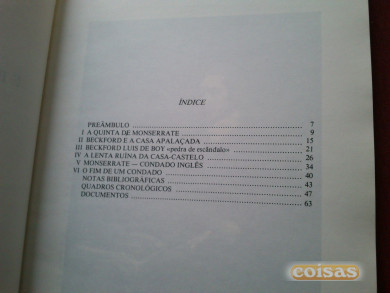 ÍNDICE
PREÂMBULO 7
I A QUINTA DE MONSERRATE 9
II BECKFORD E A CASA APALAÇADA 15
III BECKFORD LUIS DE BOY «pedra de escândalo» 21
IV A LENTA RUÍNA DA CASA-CASTELO 26
V MONSERRATE — CONDADO INGLÊS 34
VI O FIM DE UM CONDADO 40
NOTAS BIBLIOGRÁFICAS 43
QUADROS CRONOLÓGICOS 47
DOCUMENTOS 63
coisas